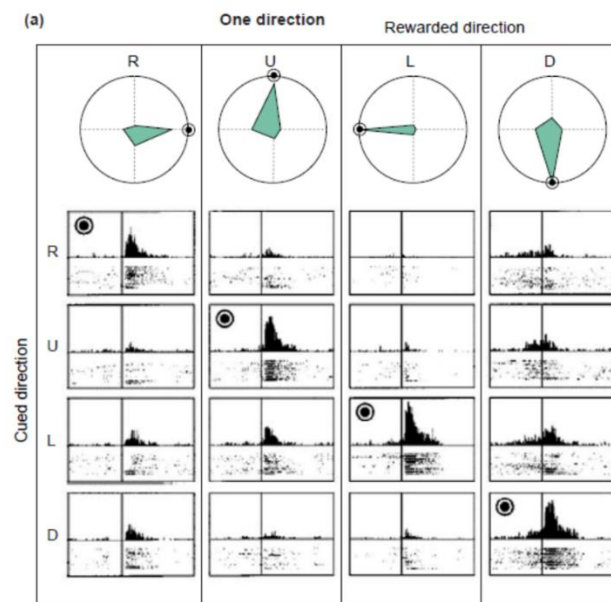 (a)
One direction
Rewarded direction
R U L D
Cued direction
R
U
L
D